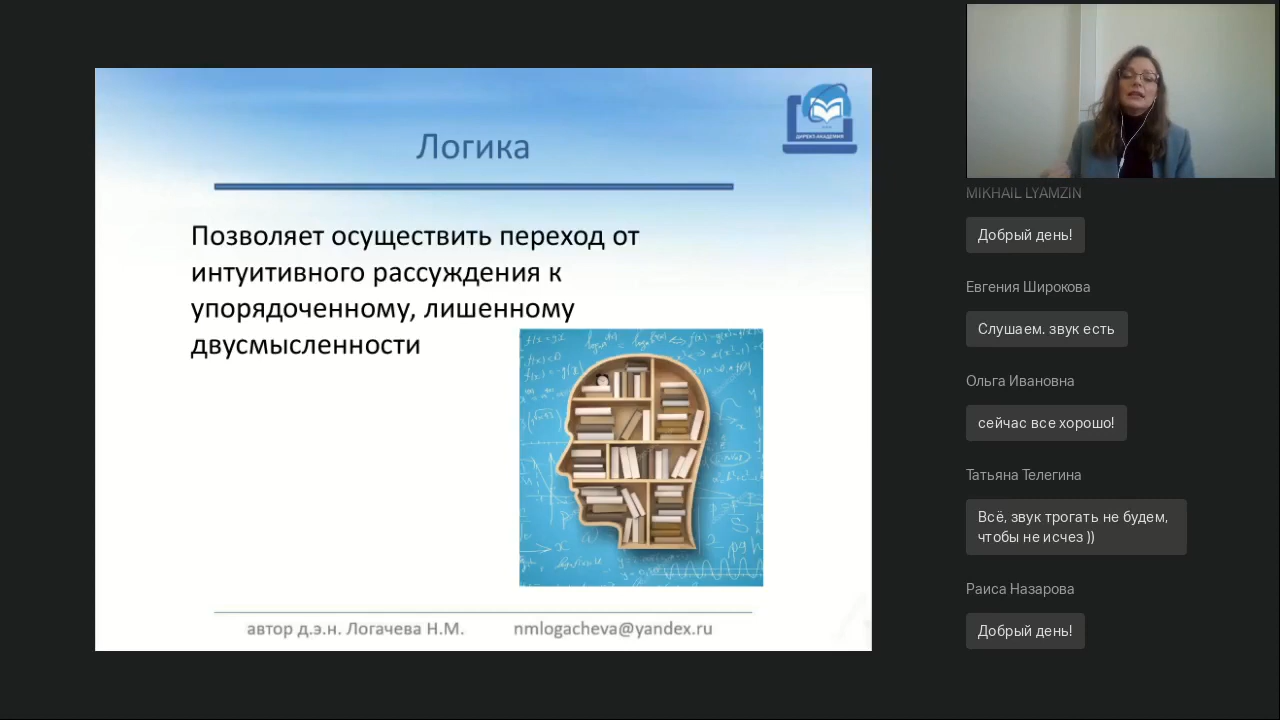 Логика
ДИРЕКТ-АКАДЕМИЯ
Позволяет осуществить переход от
интуитивного рассуждения к
упорядоченному, лишенному
двусмысленности
автор д.э.н. Логачева Н.М. nmlogacheva@yandex.ru
MIKHAIL LYAMZIN
Добрый день!
Евгения Широкова
Слушаем. звук есть
Ольга Ивановна
сейчас все хорошо!
Татьяна Телегина
Всё, звук трогать не будем,
чтобы не исчез ))
Раиса Назарова
Добрый день!